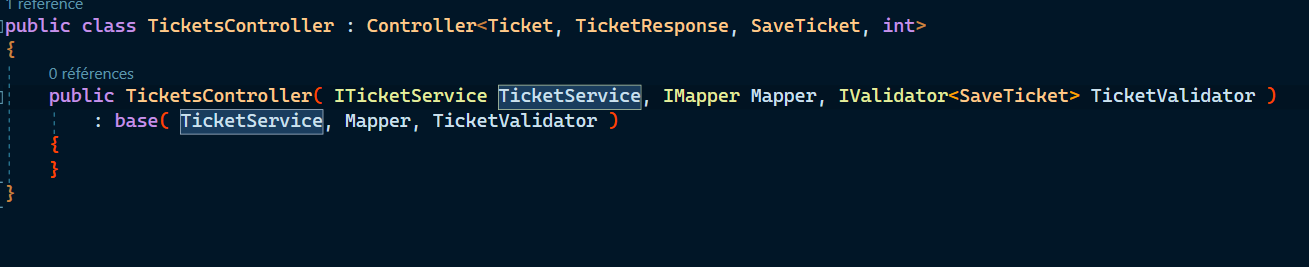 1 référence
public class TicketsController : Controller<Ticket, TicketResponse, SaveTicket, int>
{
0 références
public TicketsController( ITicketService TicketService, IMapper Mapper, IValidator<SaveTicket> TicketValidator )
: base( TicketService, Mapper, TicketValidator )
{
}
}